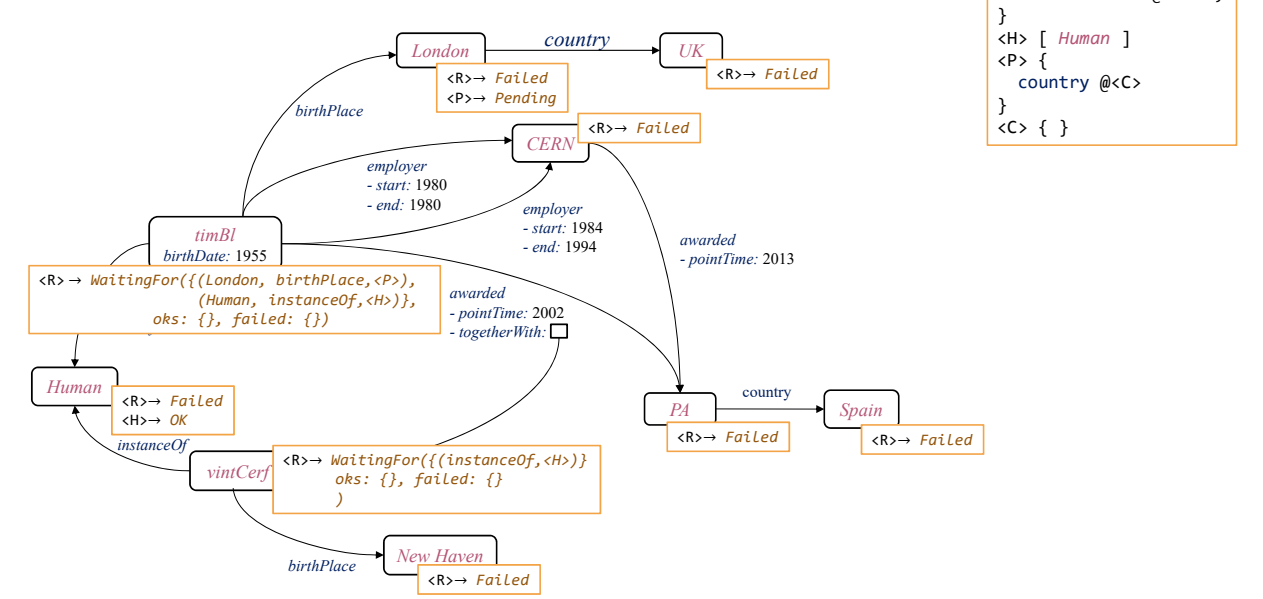 }
<H> [ Human ]
<P> {
country @<C>
}
<C> { }
London
country
UK
<R>→ Failed
<P>→ Pending
<R>→ Failed
birthPlace
CERN
<R>→ Failed
employer
- start: 1980
- end: 1980
employer
- start: 1984
- end: 1994
timBl
birthDate: 1955
awarded
- pointTime: 2013
<R> → WaitingFor({(London, birthPlace,<P>),
(Human, instanceOf,<H>)},
oks: {}, failed: {})
awarded
- pointTime: 2002
- togetherWith:
Human
<R>→ Failed
<H>→ OK
PA
country
Spain
<R>→ Failed
<R>→ Failed
instanceOf
vintCerf
<R>→ WaitingFor({(instanceOf,<H>)}
oks: {}, failed: {}
)
birthPlace
New Haven
<R>→ Failed